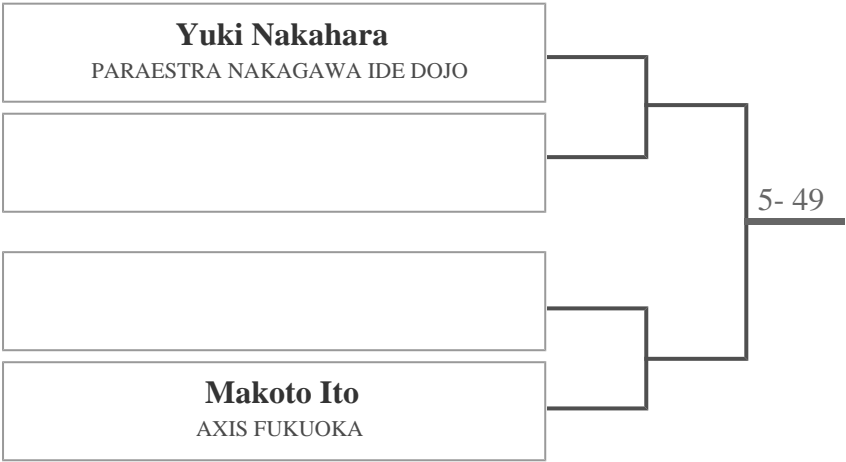 Yuki Nakahara
PARAESTRA NAKAGAWA IDE DOJO
5- 49
Makoto Ito
AXIS FUKUOKA